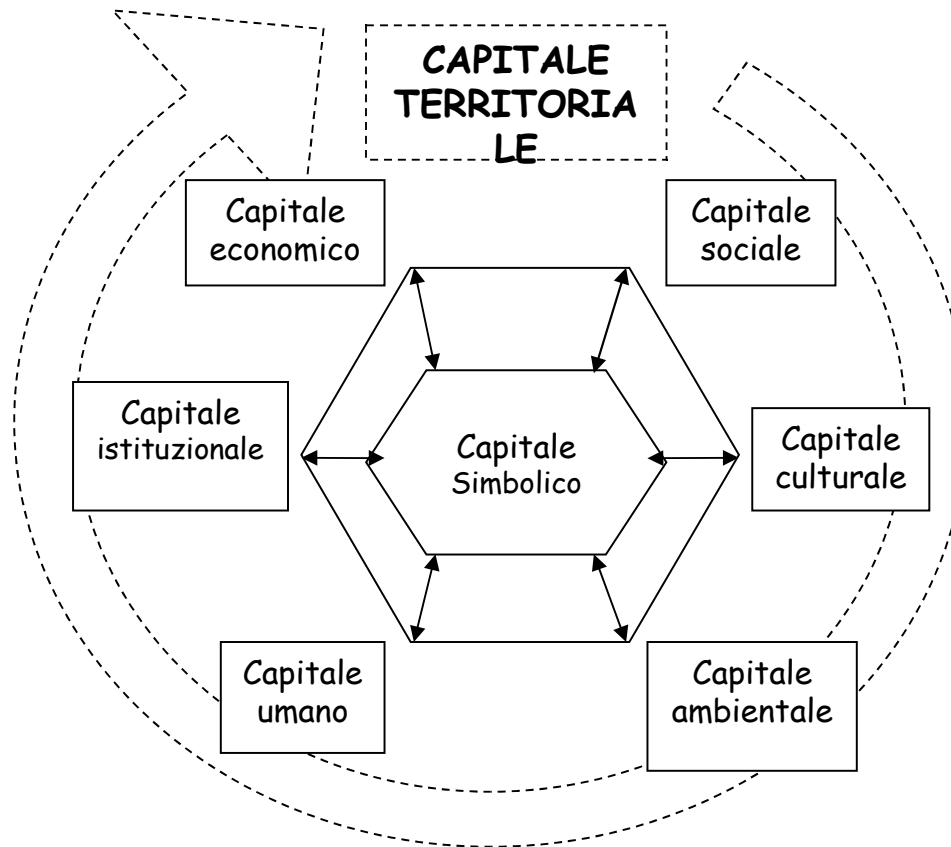 CAPITALE
TERRITORIA
LE
Capitale
economico
Capitale
sociale
Capitale
istituzionale
Capitale
Simbolico
Capitale
culturale
Capitale
umano
Capitale
ambientale